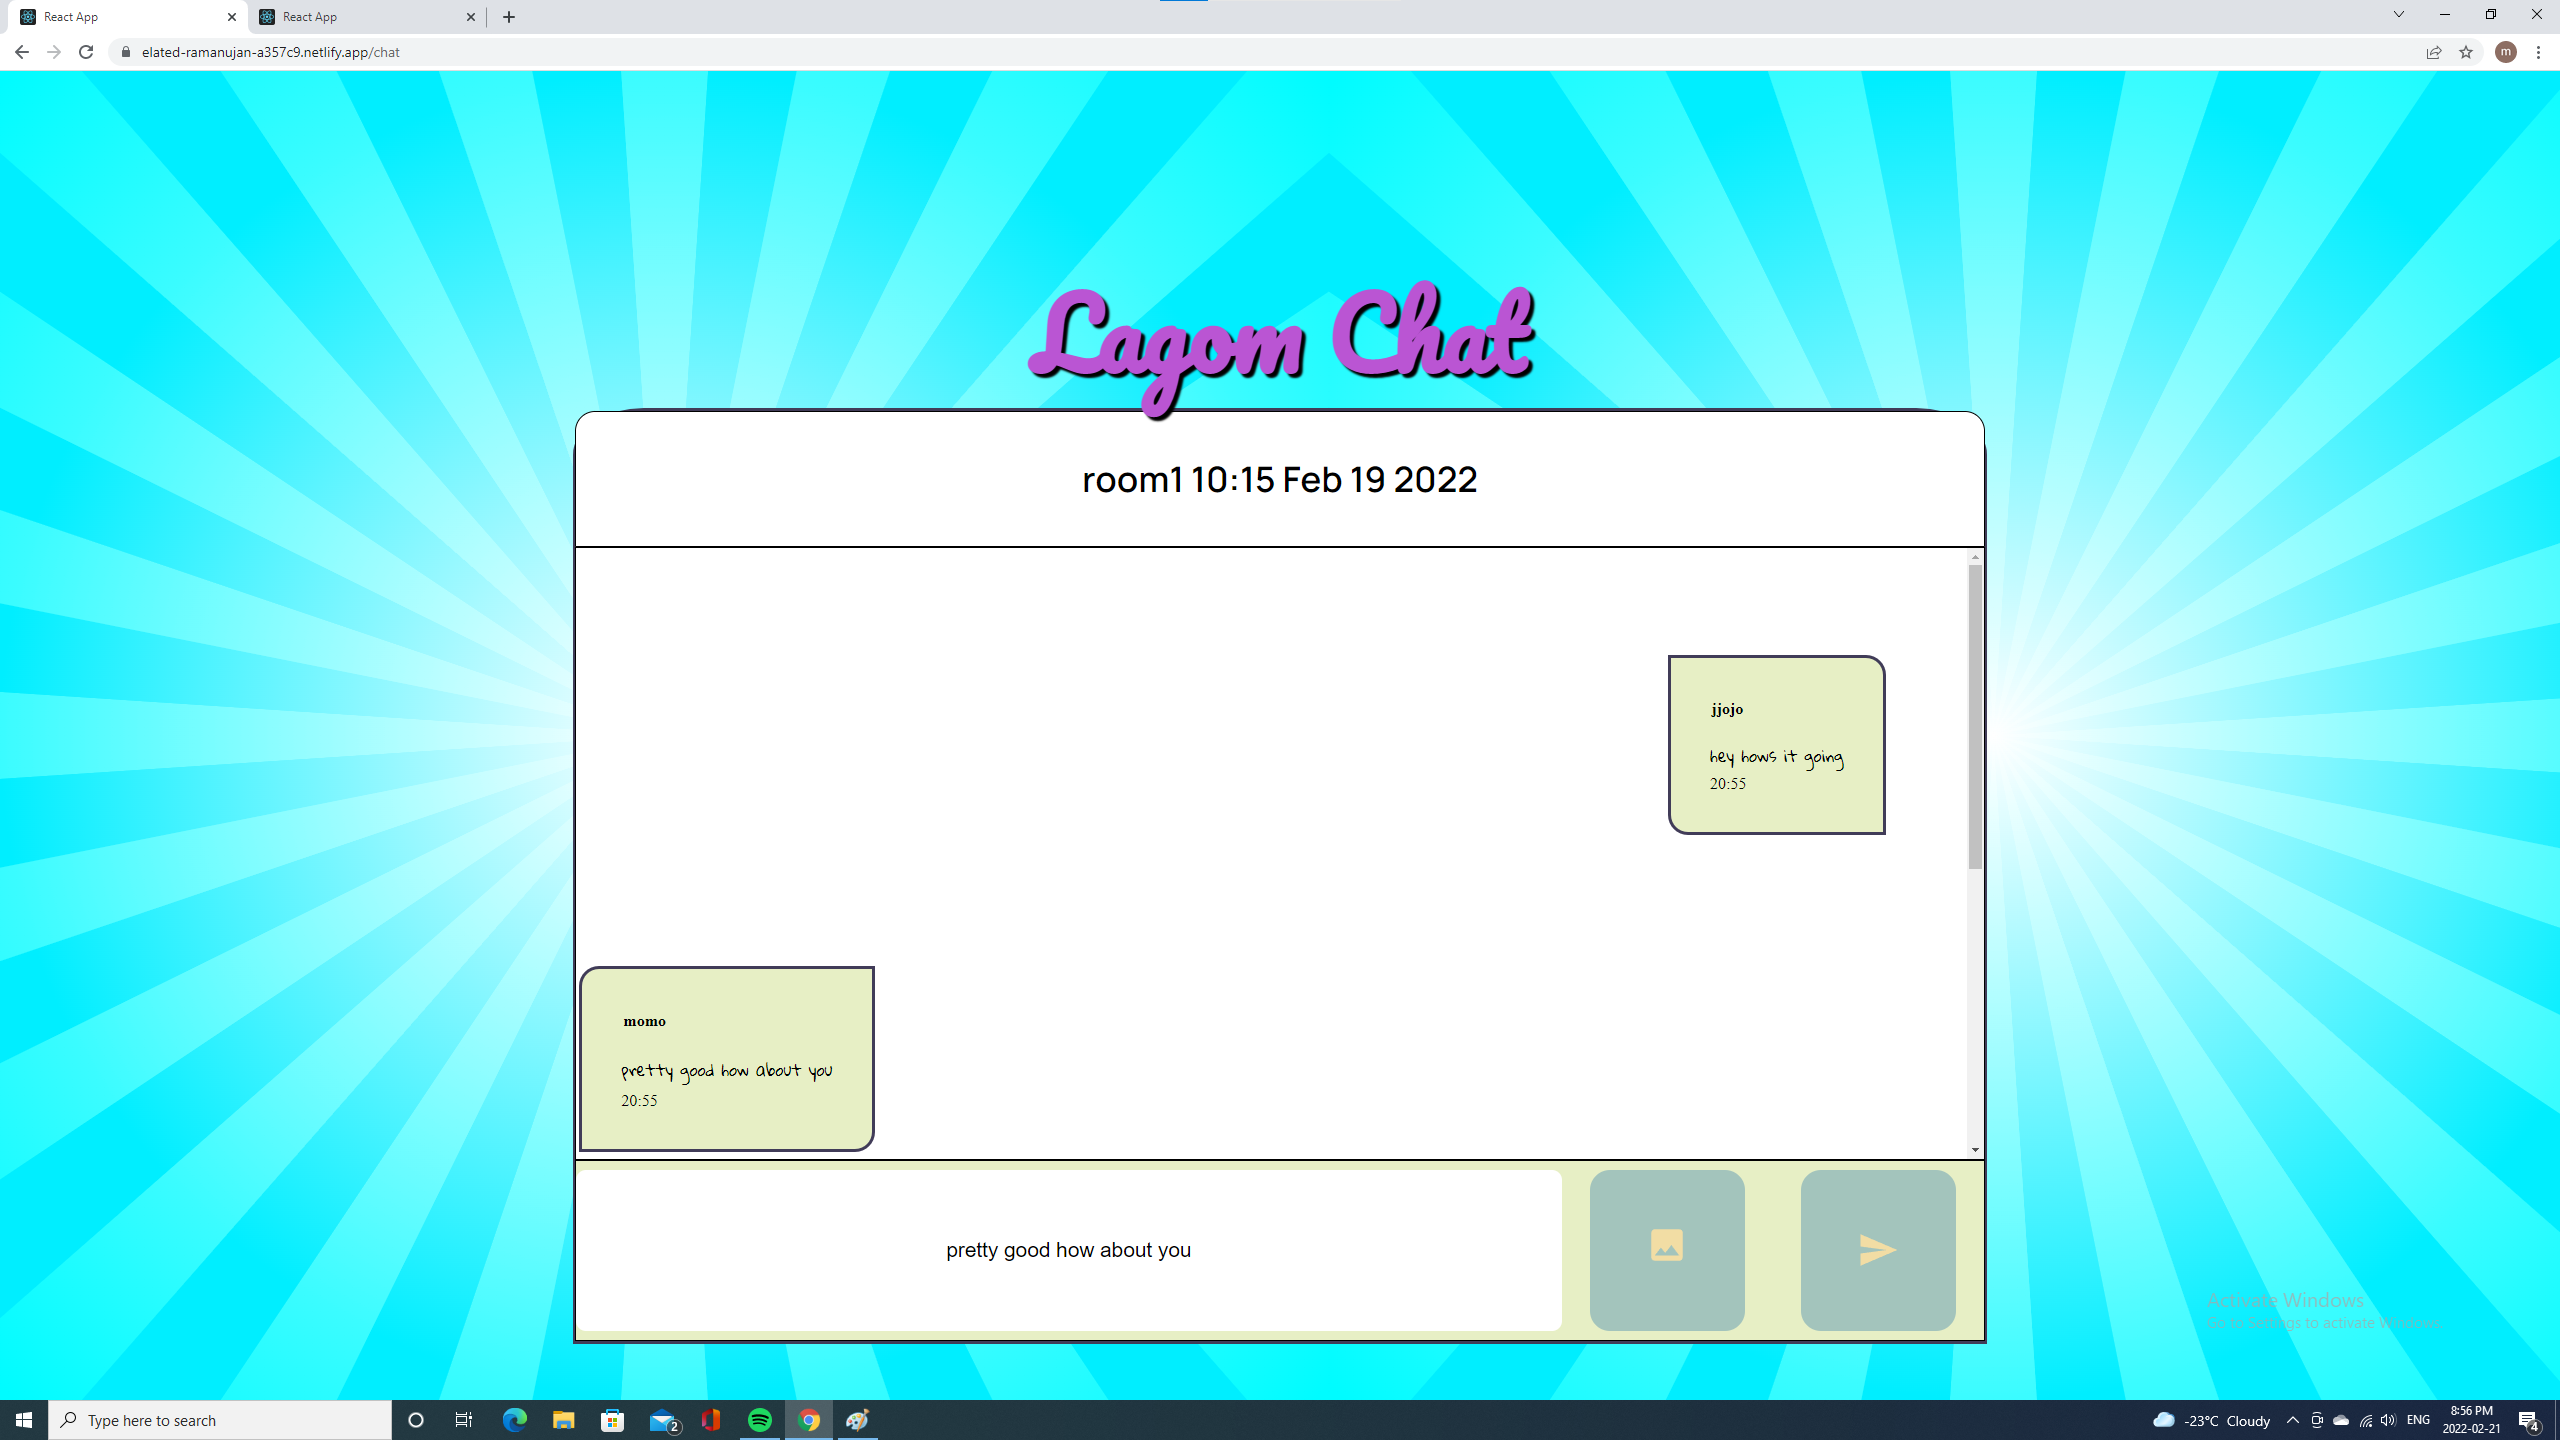 React App
React App
elated-ramanujan-a357c9.netlify.app/chat
m
Lagom Chat
room1 10:15 Feb 19 2022
jjojo
hey hows it going
20:55
momo
pretty good how about you
20:55
pretty good how about you
Activate Windows
Go to Settings to activate Windows.
Type here to search
2
-23°C Cloudy
ENG
8:56 PM
2022-02-21
4